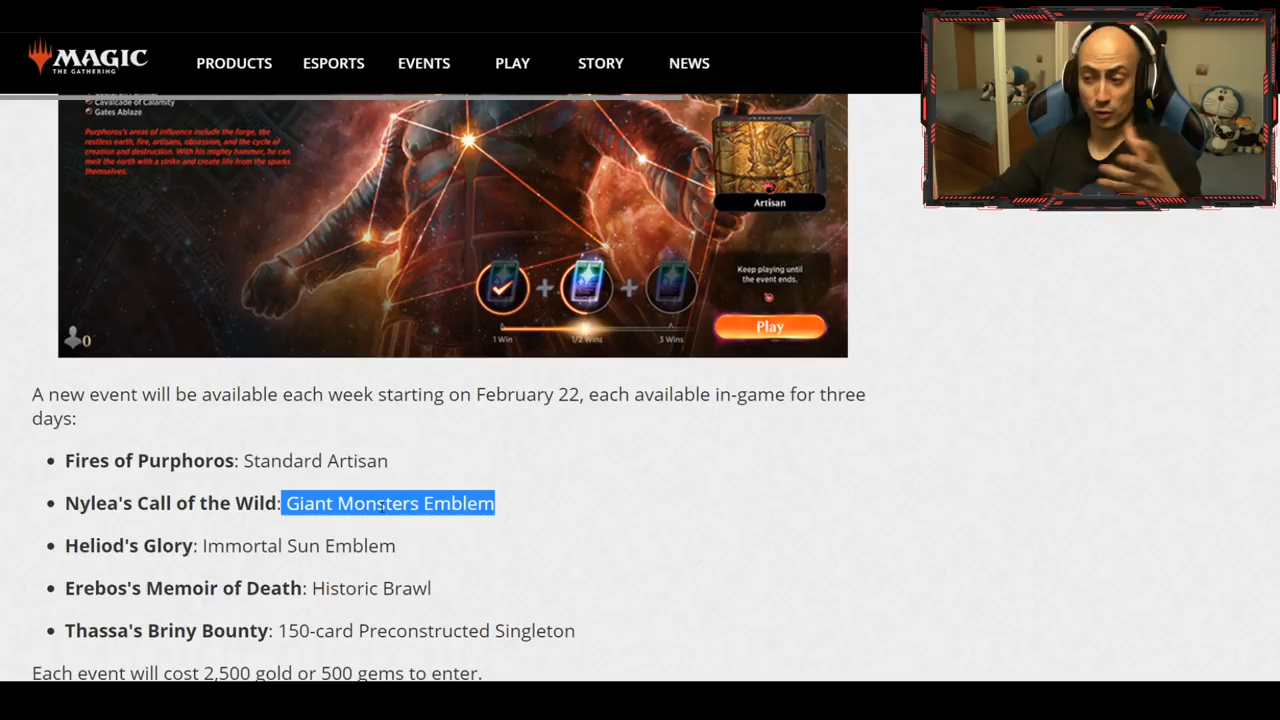 MAGIC
THE GATHERING
PRODUCTS ESPORTS EVENTS PLAY STORY NEWS
Cavalcade of Calamity
Gates Ablaze
Purphoros's areas of influence include the forge, the
restless earth, fire, artisans, obsession, and the cycle of
creation and destruction. With his mighty hammer, he can
melt the earth with a strike and create life from the sparks
themselves.
ARENA
Artisan
Keep playing until
the event ends.
Play
0
1 Win 1/2 Wins 3 Wins
A new event will be available each week starting on February 22, each available in-game for three
days:
Fires of Purphoros: Standard Artisan
Nylea's Call of the Wild: Giant Monsters Emblem
Heliod's Glory: Immortal Sun Emblem
Erebos's Memoir of Death: Historic Brawl
Thassa's Briny Bounty: 150-card Preconstructed Singleton
Each event will cost 2,500 gold or 500 gems to enter.